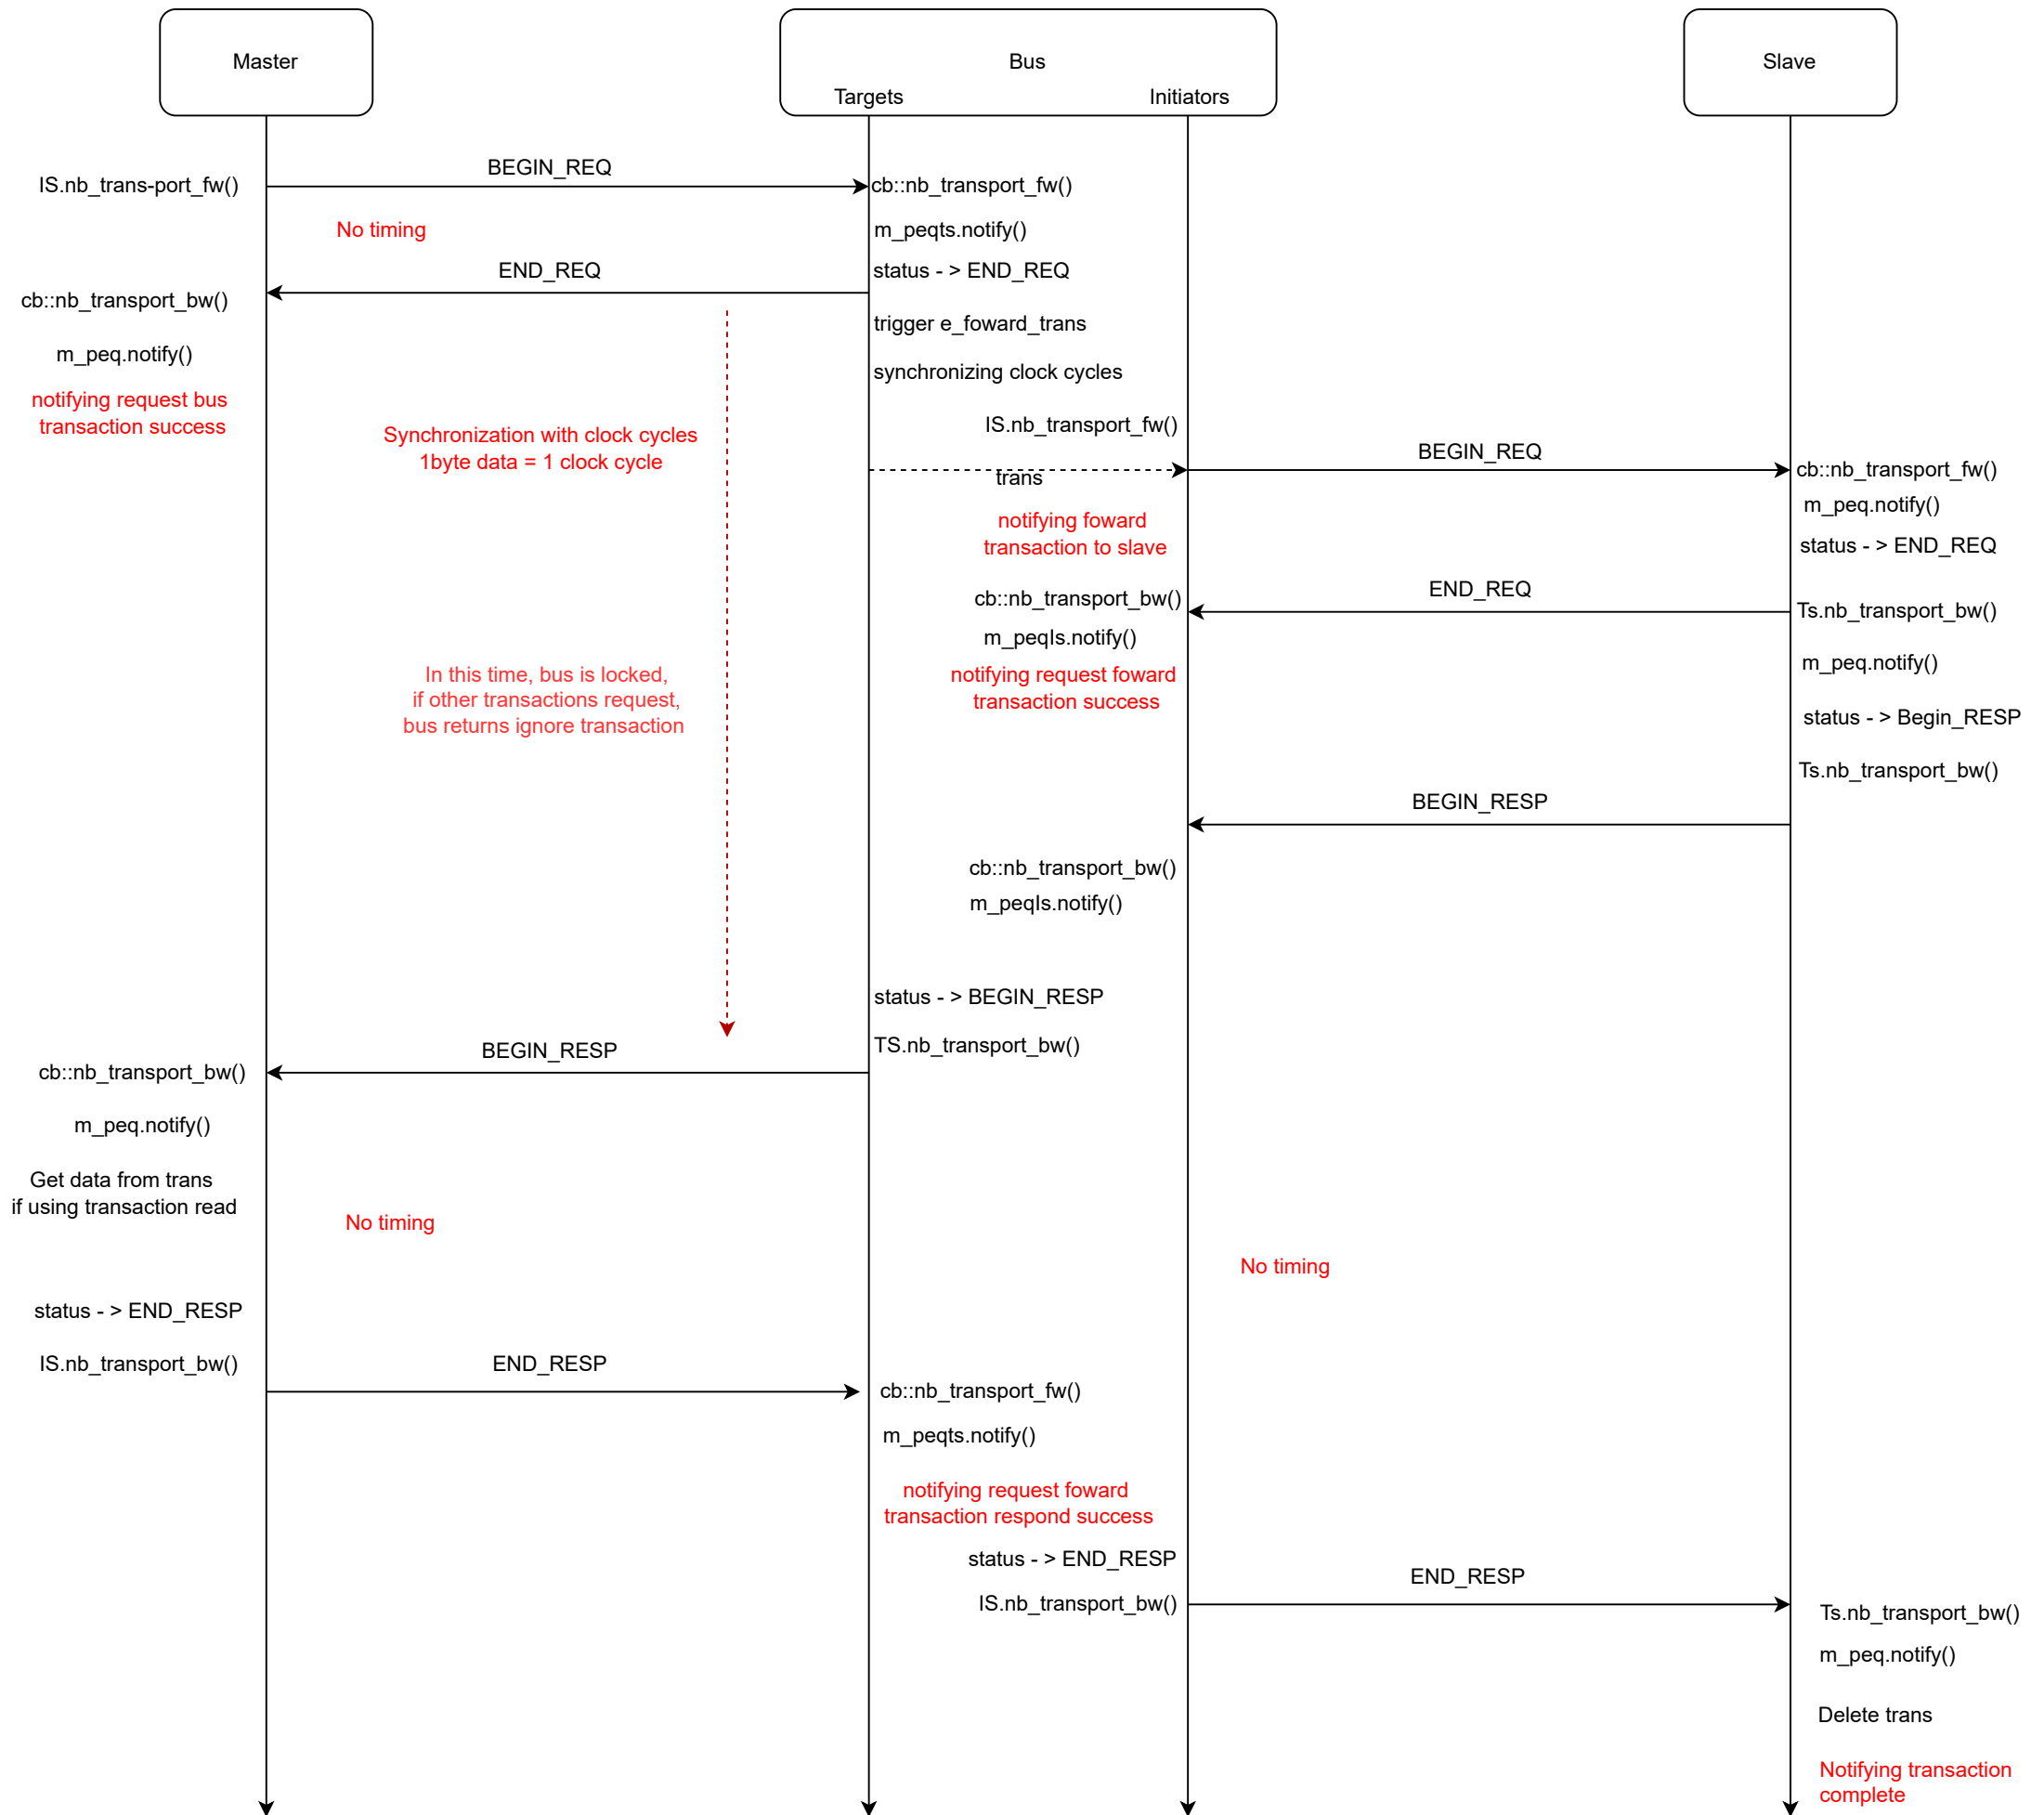 Master
Bus
Slave
Targets
Initiators
BEGIN_REQ
IS.nb_trans-port_fw()
cb::nb_transport_fw()
No timing
m_peqts.notify()
END_REQ
status - > END_REQ
cb::nb_transport_bw()
trigger e_foward_trans
m_peq.notify()
synchronizing clock cycles
notifying request bus
transaction success
IS.nb_transport_fw()
Synchronization with clock cycles
1byte data = 1 clock cycle
BEGIN_REQ
cb::nb_transport_fw()
trans
m_peq.notify()
notifying foward
transaction to slave
status - > END_REQ
END_REQ
cb::nb_transport_bw()
Ts.nb_transport_bw()
m_peqIs.notify()
m_peq.notify()
In this time, bus is locked,
if other transactions request,
bus returns ignore transaction
notifying request foward
transaction success
status - > Begin_RESP
Ts.nb_transport_bw()
BEGIN_RESP
cb::nb_transport_bw()
m_peqIs.notify()
status - > BEGIN_RESP
BEGIN_RESP
TS.nb_transport_bw()
cb::nb_transport_bw()
m_peq.notify()
Get data from trans
if using transaction read
No timing
No timing
status - > END_RESP
IS.nb_transport_bw()
END_RESP
cb::nb_transport_fw()
m_peqts.notify()
notifying request foward
transaction respond success
status - > END_RESP
END_RESP
IS.nb_transport_bw()
Ts.nb_transport_bw()
m_peq.notify()
Delete trans
Notifying transaction
complete